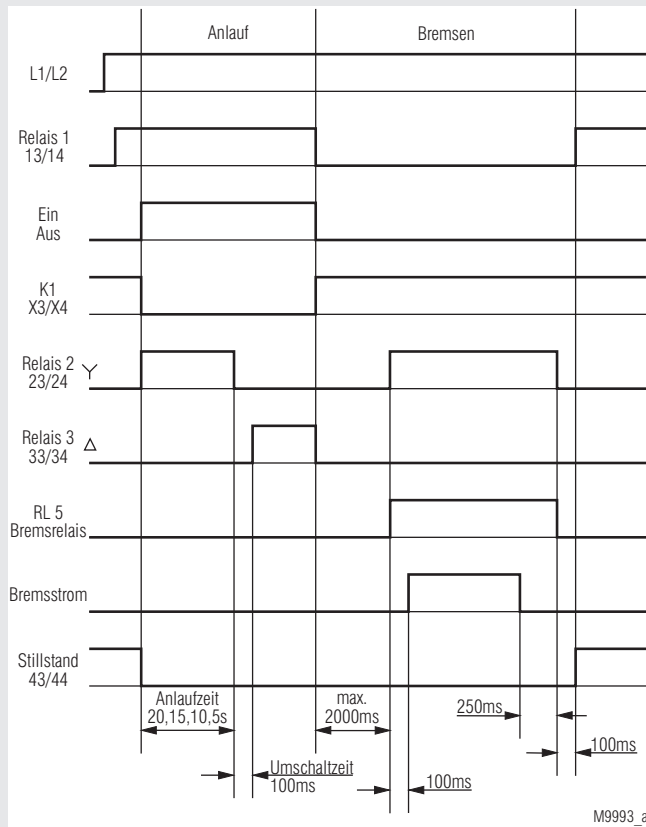 Anlauf
Bremsen
L1/L2
Relais 1
13/14
Ein
Aus
K1
X3/X4
Relais 2
23/24
Relais 3
33/34
RL 5
Bremsrelais
Bremsstrom
Stillstand
43/44
Anlaufzeit
20,15,10,5s
max.
2000ms
250ms
Umschaltzeit
100ms
100ms
100ms
M9993_a